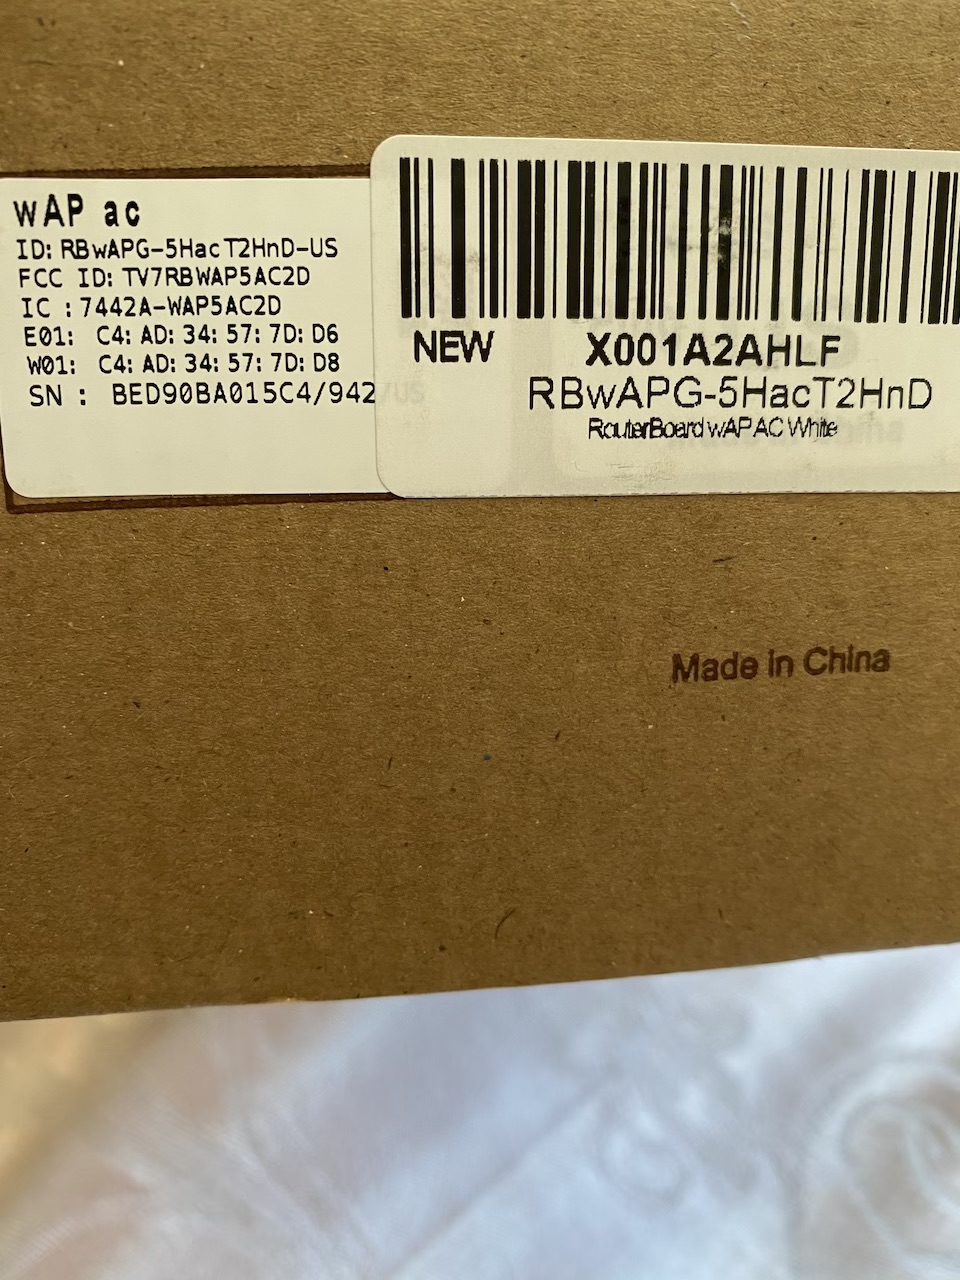 wAP ac
ID: RBwAPG-5HacT2HnD-US
FCC ID: TV7RBWAP5AC2D
IC : 7442A-WAP5AC2D
E01: C4: AD: 34: 57: 7D: D6
W01: C4: AD: 34: 57: 7D: D8
SN : BED90BA015C4/942/US
NEW X001A2AHLF
RBwAPG-5HacT2HnD
RouterBoard wAP AC White
Made in China